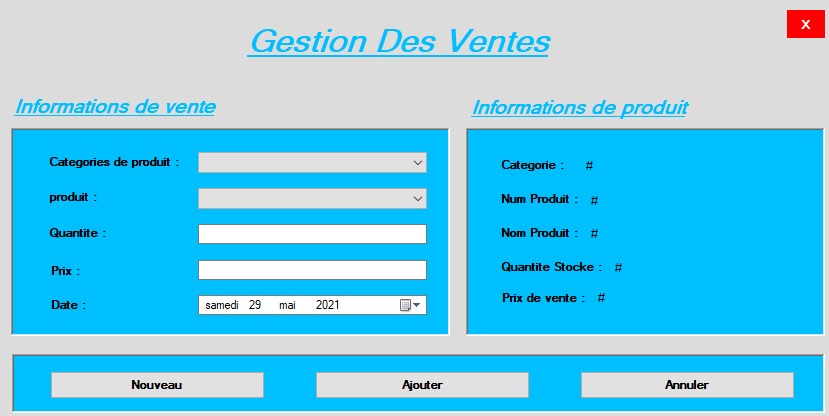 Gestion Des Ventes
X
Informations de vente
Informations de produit
Categories de produit :
produit :
Quantite :
Prix :
Date :
samedi 29 mai 2021
Categorie : #
Num Produit : #
Nom Produit : #
Quantite Stocke : #
Prix de vente : #
Nouveau
Ajouter
Annuler